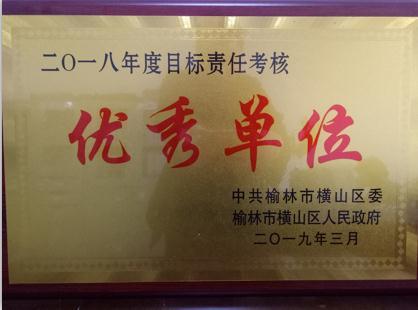 二〇一八年度目标责任考核
优秀单位
中共榆林市横山区委
榆林市横山区人民政府
二〇一九年三月